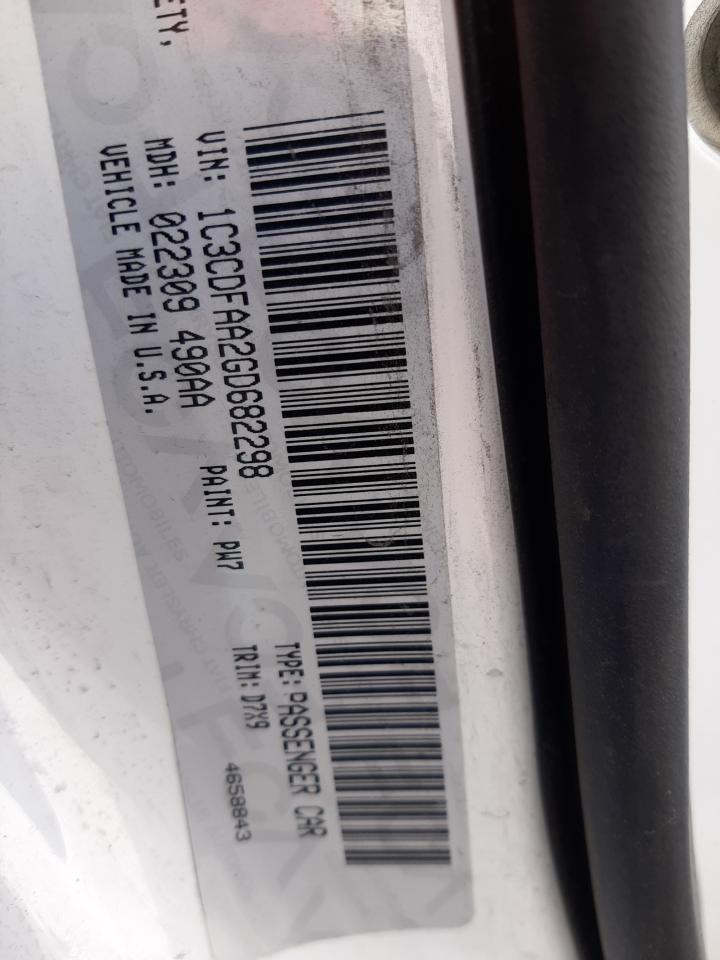 ETY,
VIN: 1C3CDFAA2GD682298
MDH: 022309 490AA PAINT: PW7
VEHICLE MADE IN U.S.A.
TYPE: PASSENGER CAR
TRIM: D7X9
4658843